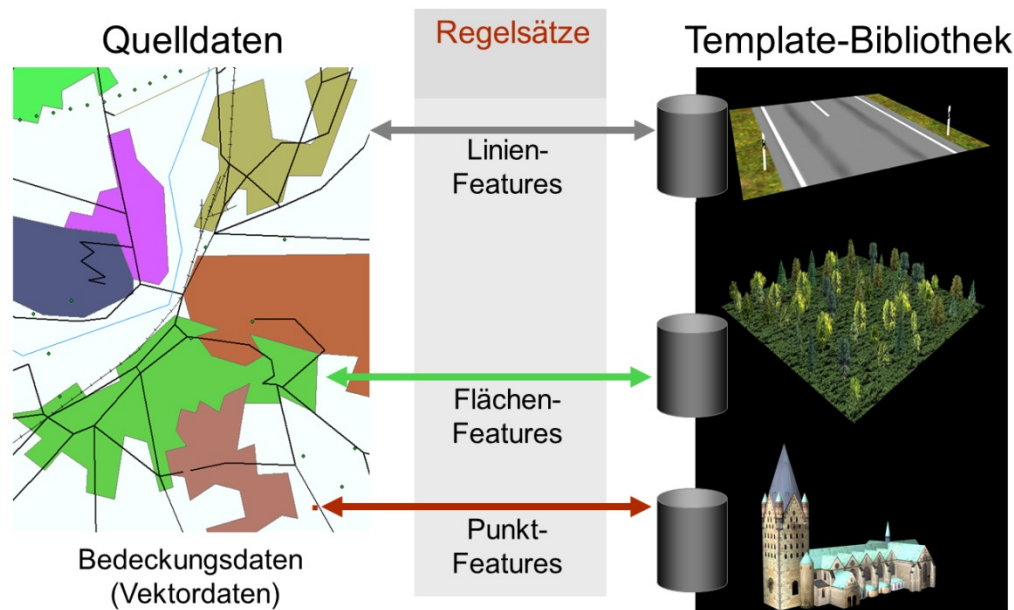 Quelldaten
Regelsätze
Template-Bibliothek
Linien-
Features
Flächen-
Features
Punkt-
Features
Bedeckungsdaten
(Vektordaten)